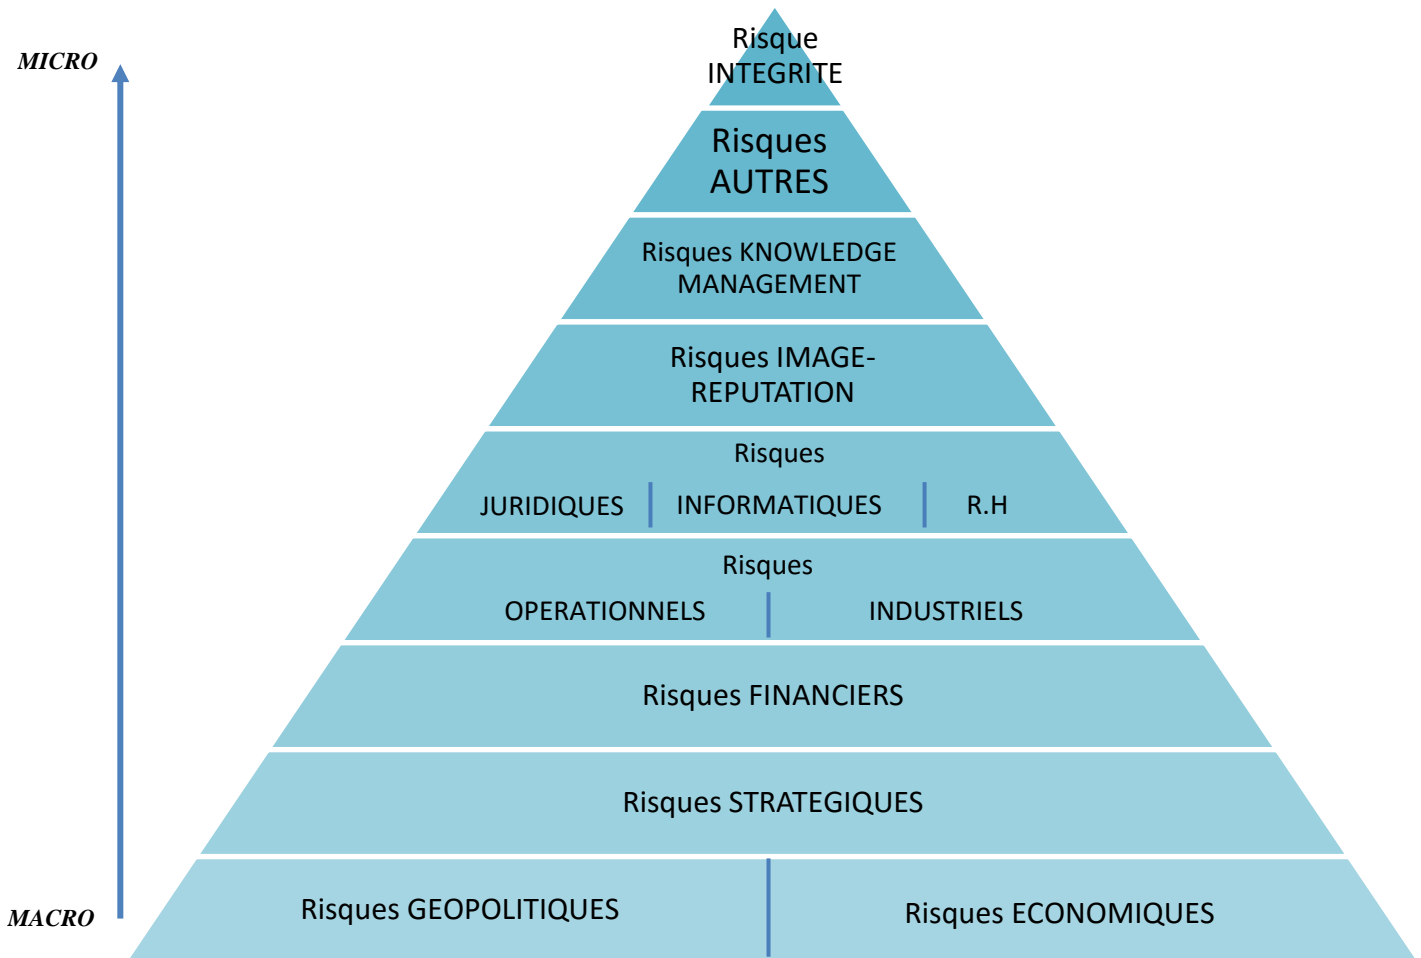 Risque
INTEGRITE
MICRO
Risques
AUTRES
Risques KNOWLEDGE
MANAGEMENT
Risques IMAGE-
REPUTATION
Risques
JURIDIQUES INFORMATIQUES R.H
Risques
OPERATIONNELS INDUSTRIELS
Risques FINANCIERS
Risques STRATEGIQUES
Risques GEOPOLITIQUES Risques ECONOMIQUES
MACRO